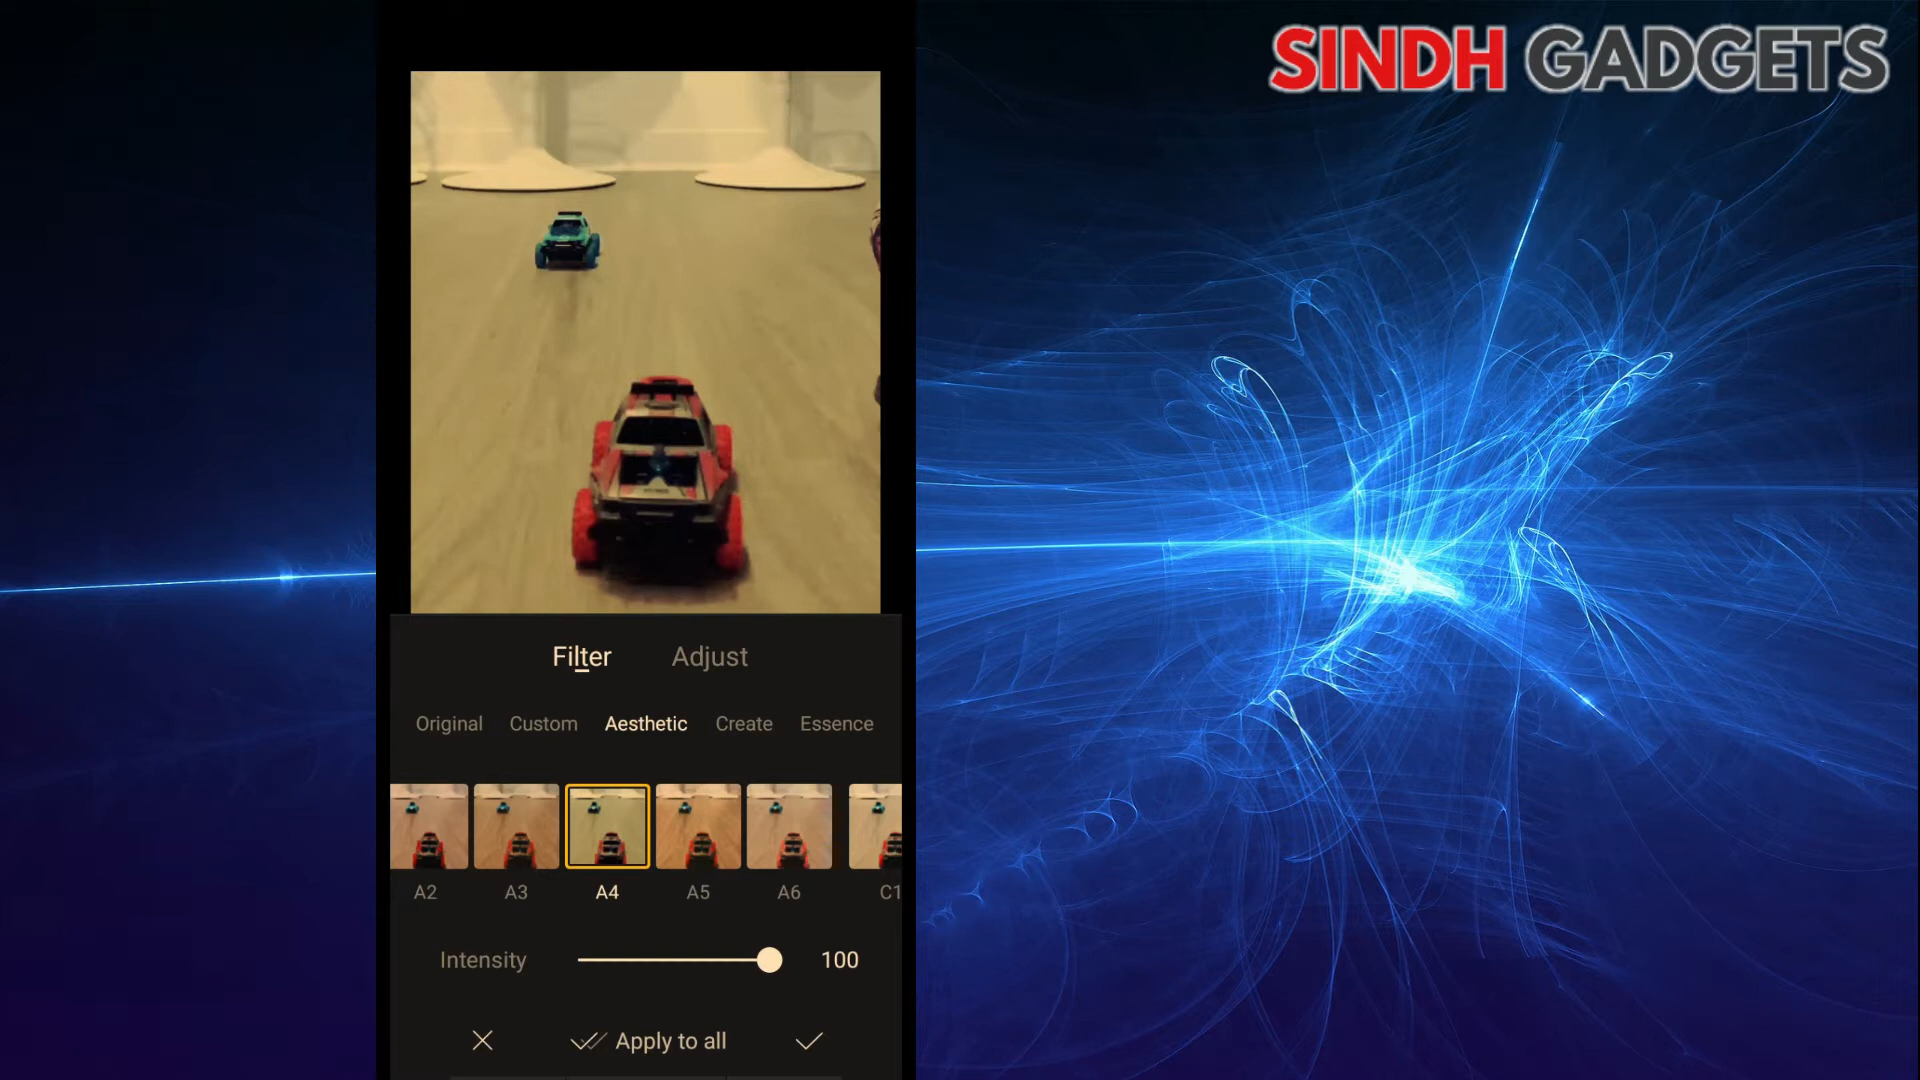 SINDH GADGETS
Filter Adjust
Original Custom Aesthetic Create Essence
A2 A3 A4 A5 A6 C1
Intensity 100
Apply to all